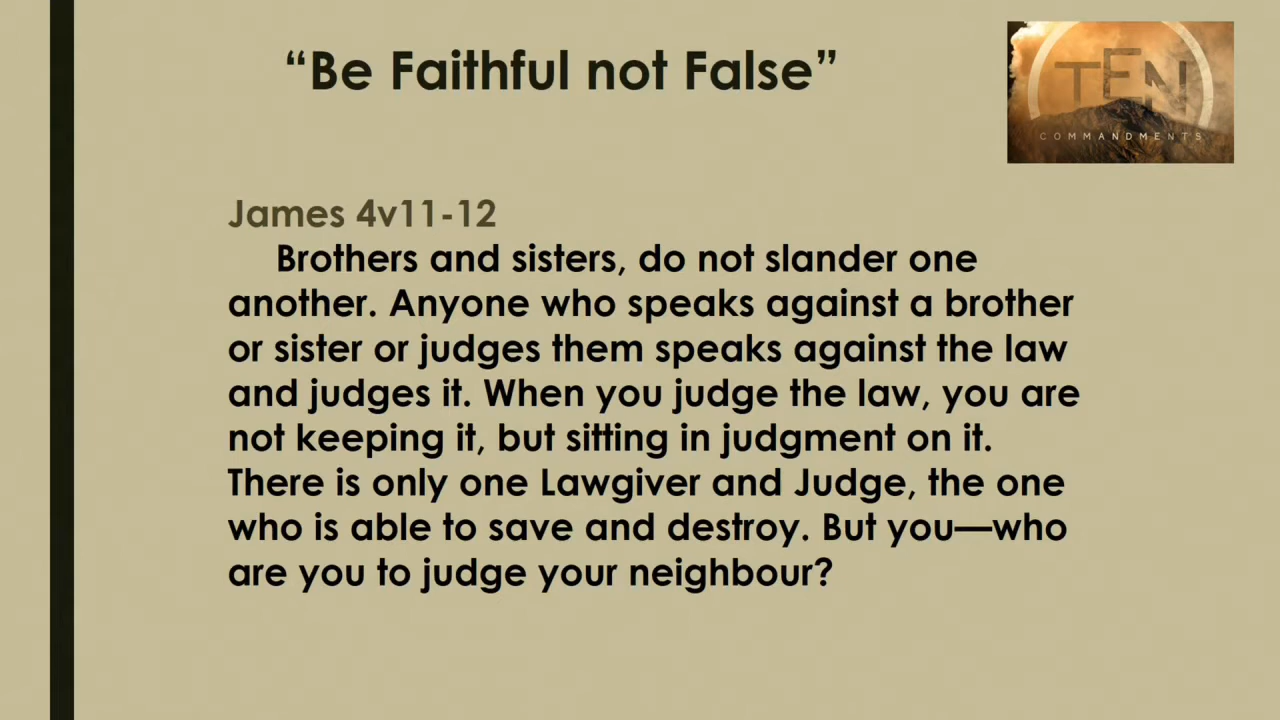 “Be Faithful not False”
TEN
COMMANDMENTS
James 4v11-12
Brothers and sisters, do not slander one
another. Anyone who speaks against a brother
or sister or judges them speaks against the law
and judges it. When you judge the law, you are
not keeping it, but sitting in judgment on it.
There is only one Lawgiver and Judge, the one
who is able to save and destroy. But you—who
are you to judge your neighbour?